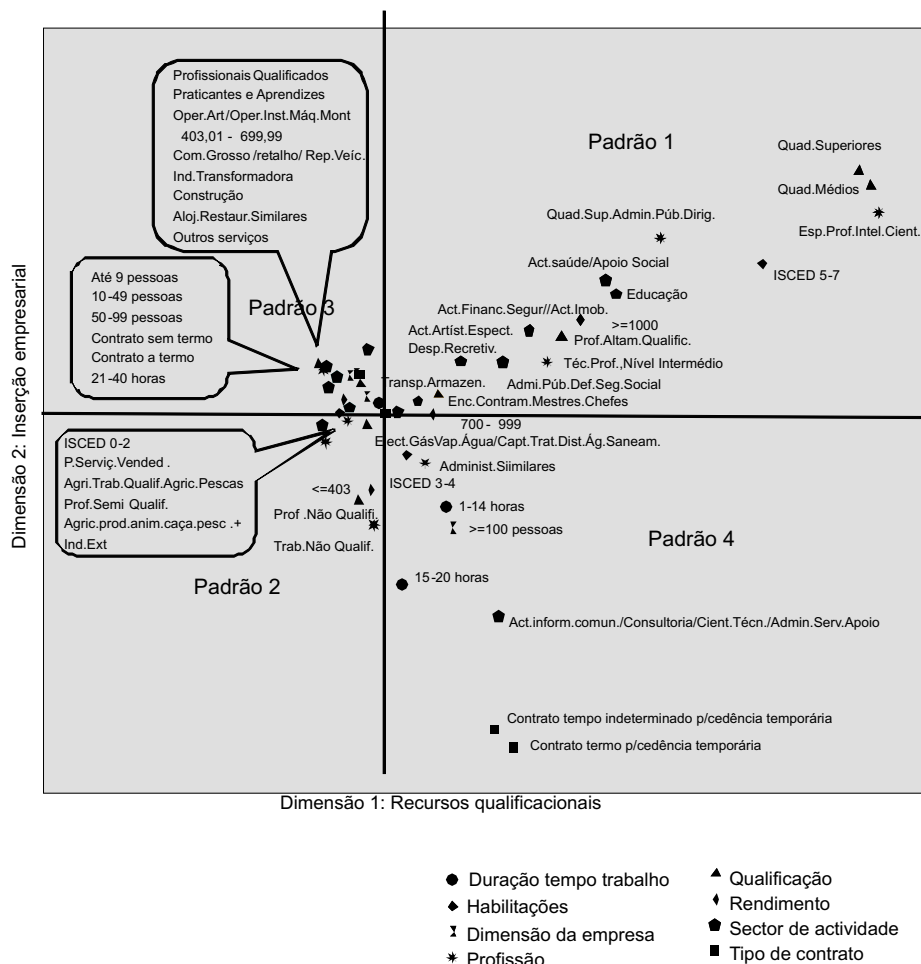 Profissionais Qualificados
Praticantes e Aprendizes
Oper.Art/Oper.Inst.Máq.Mont
403,01 - 699,99
Com.Grosso /retalho/ Rep.Veíc.
Ind.Transformadora
Construção
Aloj.Restaur.Similares
Outros serviços
Padrão 1
Quad.Superiores
Quad.Médios
Esp.Prof.Intel.Cient.
Quad.Sup.Admin.Púb.Dirig.
ISCED 5-7
Act.saúde/Apoio Social
Educação
Até 9 pessoas
10-49 pessoas
50-99 pessoas
Contrato sem termo
Contrato a termo
21-40 horas
Padrão 3
Act.Financ.Segur//Act.Imob.
>=1000
Act.Artíst.Espect.
Desp.Recretiv.
Prof.Altam.Qualific.
Téc.Prof.,Nível Intermédio
Transp.Armazen.
Admi.Púb.Def.Seg.Social
Enc.Contram.Mestres.Chefes
700 - 999
Elect.GásVap.Água/Capt.Trat.Dist.Ág.Saneam.
ISCED 0-2
P.Serviç.Vended .
Agri.Trab.Qualif.Agric.Pescas
Prof.Semi Qualif.
Agric.prod.anim.caça.pesc .+
Ind.Ext
Administ.Siimilares
ISCED 3-4
<=403
Prof .Não Qualifi.
Trab.Não Qualif.
1-14 horas
>=100 pessoas
Padrão 4
Padrão 2
15-20 horas
Act.inform.comun./Consultoria/Cient.Técn./Admin.Serv.Apoio
Contrato tempo indeterminado p/cedência temporária
Contrato termo p/cedência temporária
Dimensão 2: Inserção empresarial
Dimensão 1: Recursos qualificacionais
Duração tempo trabalho
Habilitações
Dimensão da empresa
Profissão
Qualificação
Rendimento
Sector de actividade
Tipo de contrato